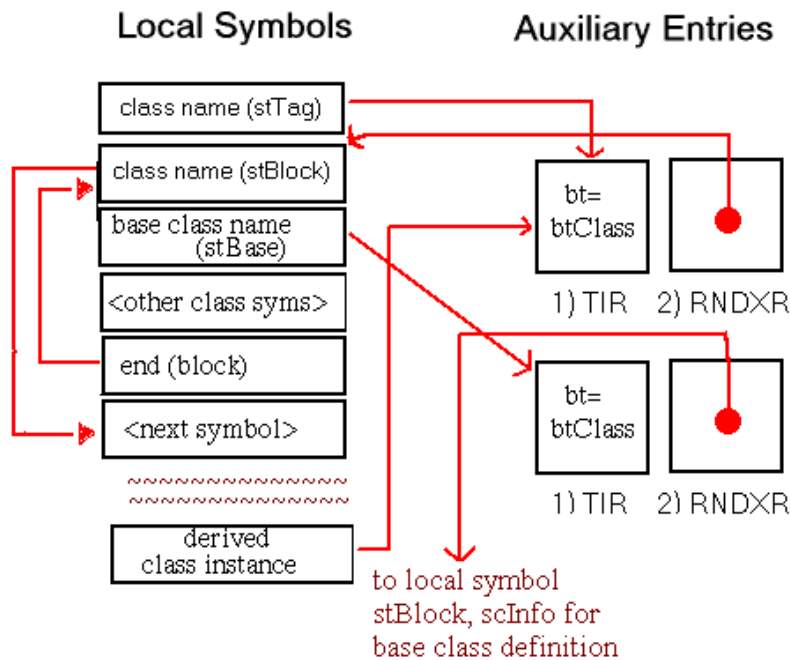 Local Symbols
Auxiliary Entries
class name (stTag)
class name (stBlock)
base class name
(stBase)
<other class syms>
end (block)
<next symbol>
~~~~~~~~~~~~~~
~~~~~~~~~~~~~~
derived
class instance
bt=
btClass
1) TIR
2) RNDXR
bt=
btClass
1) TIR
2) RNDXR
to local symbol
stBlock, scInfo for
base class definition